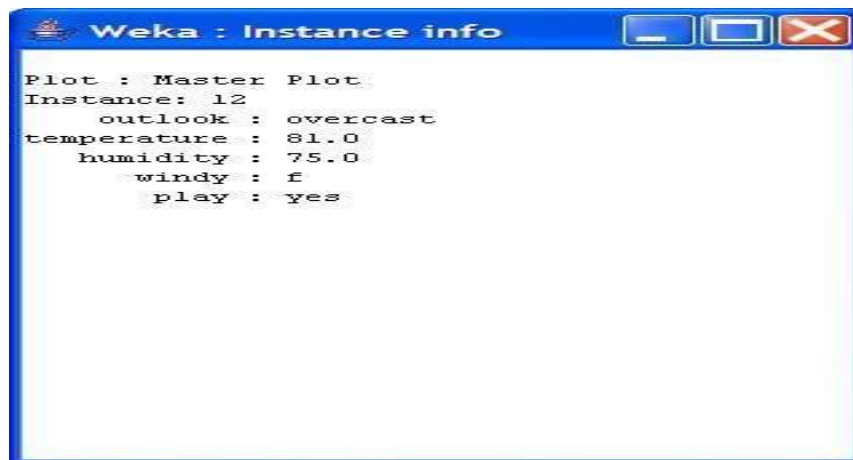 Weka : Instance info
Plot : Master Plot
Instance: 12
outlook : overcast
temperature : 81.0
humidity : 75.0
windy : f
play : yes